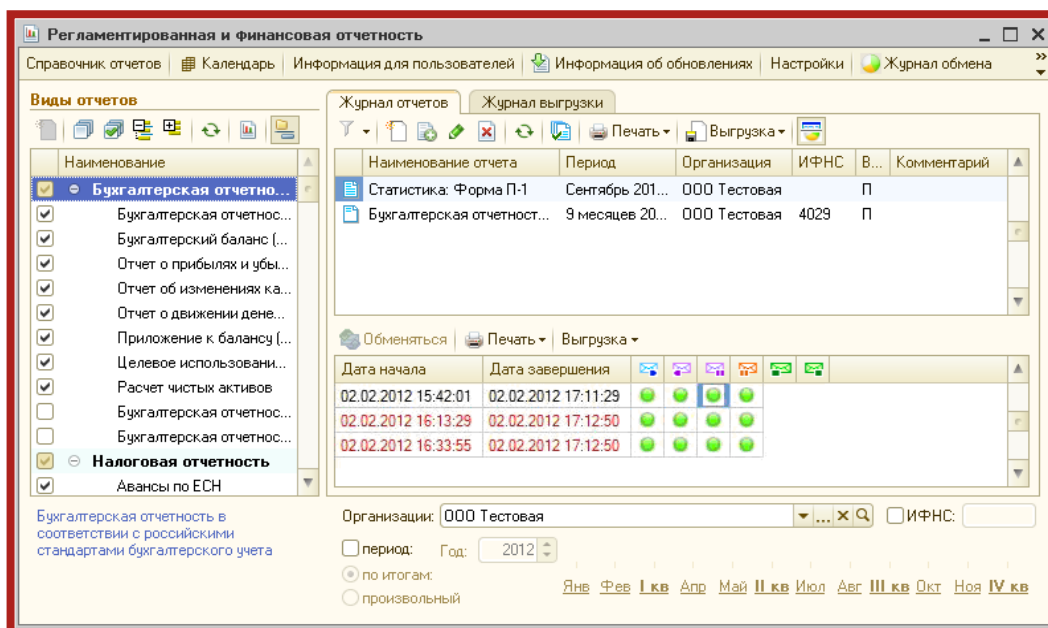 Регламентированная и финансовая отчетность
Справочник отчетов Календарь Информация для пользователей Информация об обновлениях Настройки Журнал обмена
Виды отчетов
Журнал отчетов Журнал выгрузки
Печать Выгрузка
Наименование
Наименование отчета Период Организация ИФНС В... Комментарий
Бухгалтерская отчетно...
Статистика: Форма П-1 Сентябрь 201... ООО Тестовая П
Бухгалтерская отчетнос...
Бухгалтерская отчетност... 9 месяцев 20... ООО Тестовая 4029 П
Бухгалтерский баланс (...
Отчет о прибылях и убы...
Отчет об изменениях ка...
Отчет о движении дене...
Приложение к балансу (...
Обменяться Печать Выгрузка
Целевое использовани...
Дата начала Дата завершения
Расчет чистых активов
02.02.2012 15:42:01 02.02.2012 17:11:29
Бухгалтерская отчетнос...
02.02.2012 16:13:29 02.02.2012 17:12:50
Бухгалтерская отчетнос...
02.02.2012 16:33:55 02.02.2012 17:12:50
Налоговая отчетность
Авансы по ЕСН
Бухгалтерская отчетность в
соответствии с российскими
стандартами бухгалтерского учета
Организации: ООО Тестовая ... ИФНС:
период: Год: 2012
по итогам:
произвольный
Янв Фев I кв Апр Май II кв Июл Авг III кв Окт Ноя IV кв